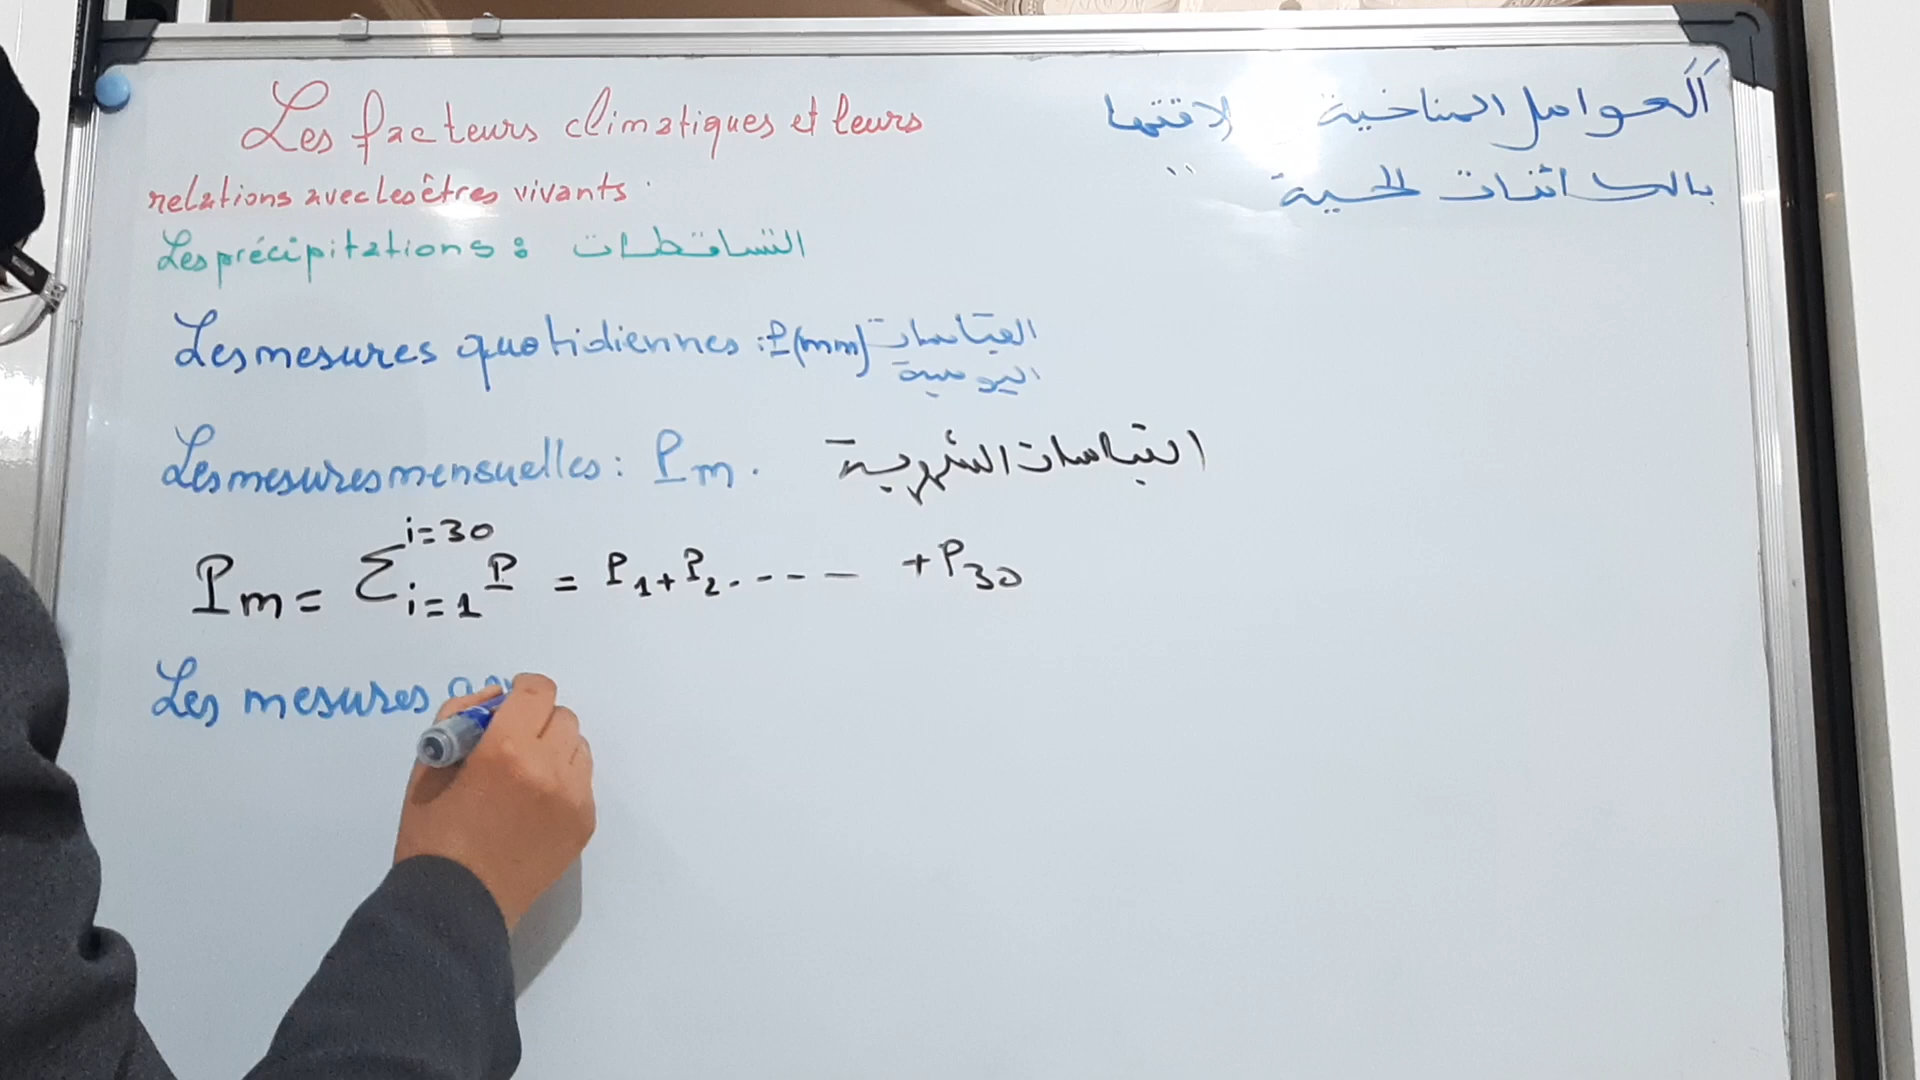 Les facteurs climatiques et leurs
relations avec les êtres vivants.
العوامل المناخية لاقتها
بالكائنات الحية
Les précipitations : التساقطات
Les mesures quotidiennes : P(mm) القياسات
اليومية
Les mesures mensuelles : Pm. القياسات الشهرية
Pm = Σ i=1 i=30 P = P1 + P2 . - - - - + P30
Les mesures